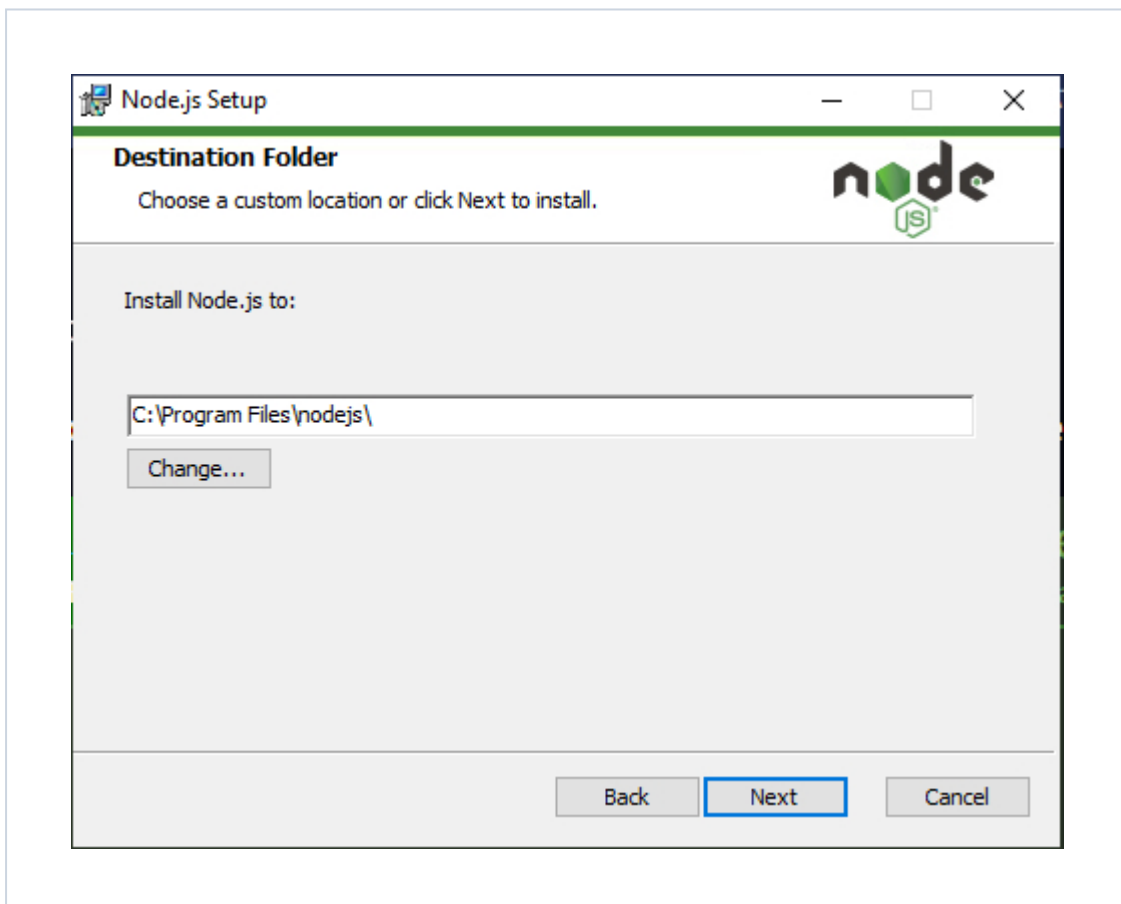 Node.js Setup
Destination Folder
Choose a custom location or click Next to install.
node
JS
Install Node.js to:
C:\Program Files\nodejs\
Change...
Back
Next
Cancel